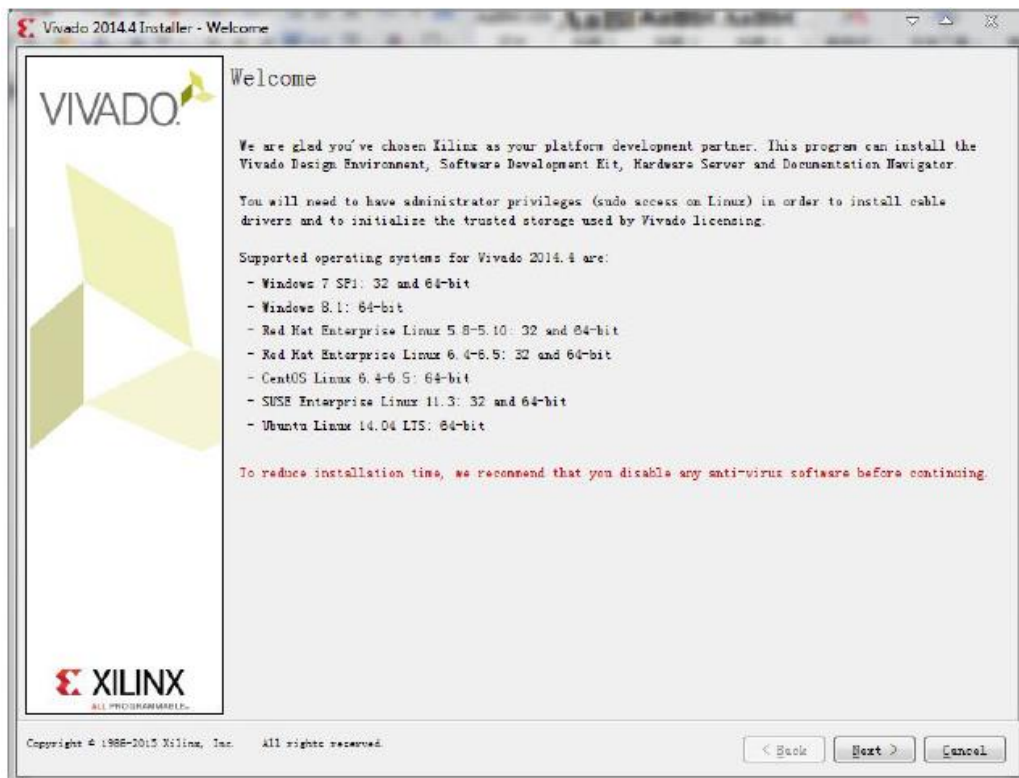 Vivado 2014.4 Installer - Welcome
VIVADO.
Welcome
We are glad you've chosen Xilinx as your platform development partner. This program can install the
Vivado Design Environment, Software Development Kit, Hardware Server and Documentation Navigator.
You will need to have administrator privileges (sudo access on Linux) in order to install cable
drivers and to initialize the trusted storage used by Vivado licensing.
Supported operating systems for Vivado 2014.4 are:
- Windows 7 SP1: 32 and 64-bit
- Windows 8.1: 64-bit
- Red Hat Enterprise Linux 5.8-5.10: 32 and 64-bit
- Red Hat Enterprise Linux 6.4-6.5: 32 and 64-bit
- CentOS Linux 6.4-6.5: 64-bit
- SUSE Enterprise Linux 11.3: 32 and 64-bit
- Ubuntu Linux 14.04 LTS: 64-bit
To reduce installation time, we recommend that you disable any anti-virus software before continuing.
XILINX
ALL PROGRAMMABLE™
Copyright © 1986-2015 Xilinx, Inc. All rights reserved.
< Back
Next >
Cancel